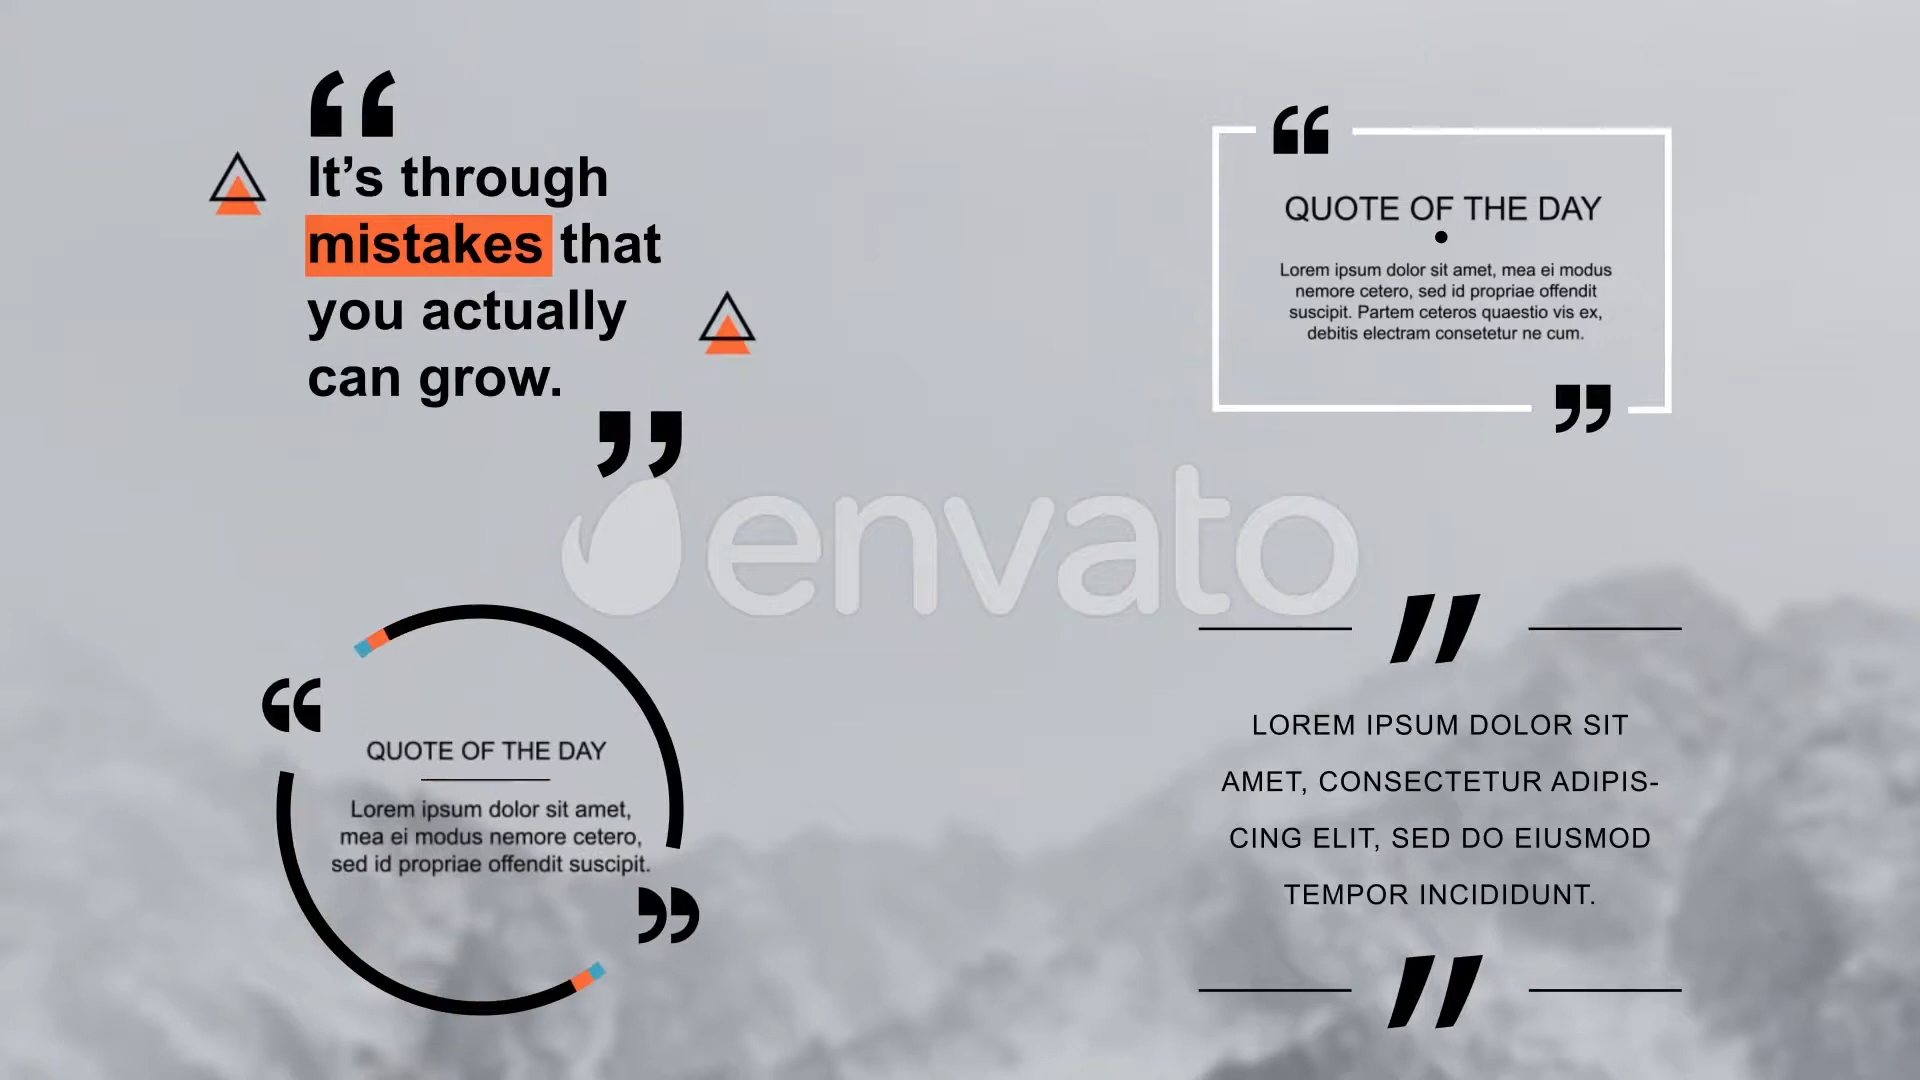 It’s through
mistakes that
you actually
can grow.
QUOTE OF THE DAY
Lorem ipsum dolor sit amet, mea ei modus
nemore cetero, sed id propriae offendit
suscipit. Partem ceteros quaestio vis ex,
debitis electram consetetur ne cum.
envato
QUOTE OF THE DAY
Lorem ipsum dolor sit amet,
mea ei modus nemore cetero,
sed id propriae offendit suscipit.
LOREM IPSUM DOLOR SIT
AMET, CONSECTETUR ADIPIS-
CING ELIT, SED DO EIUSMOD
TEMPOR INCIDIDUNT.